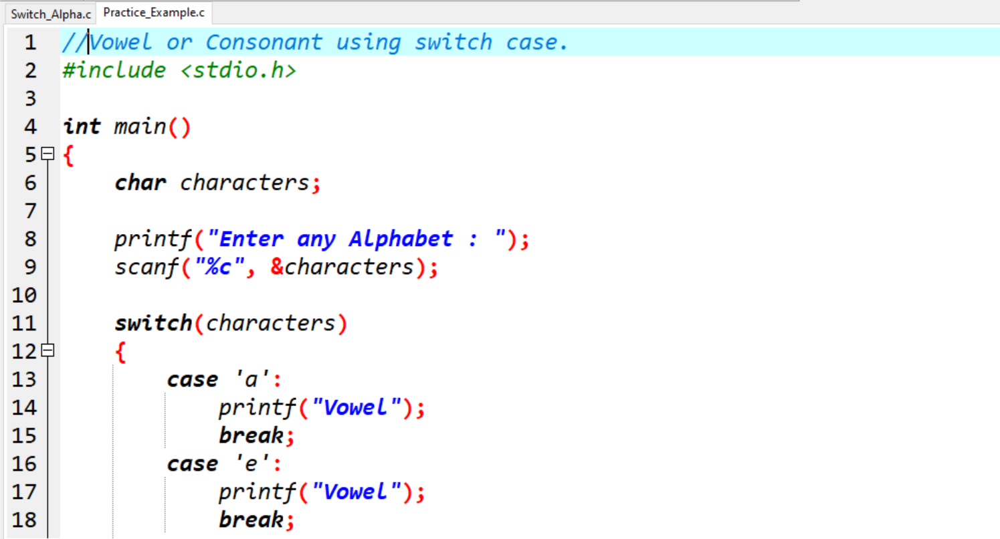 Switch_Alpha.c Practice_Example.c
1 //Vowel or Consonant using switch case.
2 #include <stdio.h>
3
4 int main()
5 {
6 char characters;
7
8 printf("Enter any Alphabet : ");
9 scanf("%c", &characters);
10
11 switch(characters)
12 {
13 case 'a':
14 printf("Vowel");
15 break;
16 case 'e':
17 printf("Vowel");
18 break;